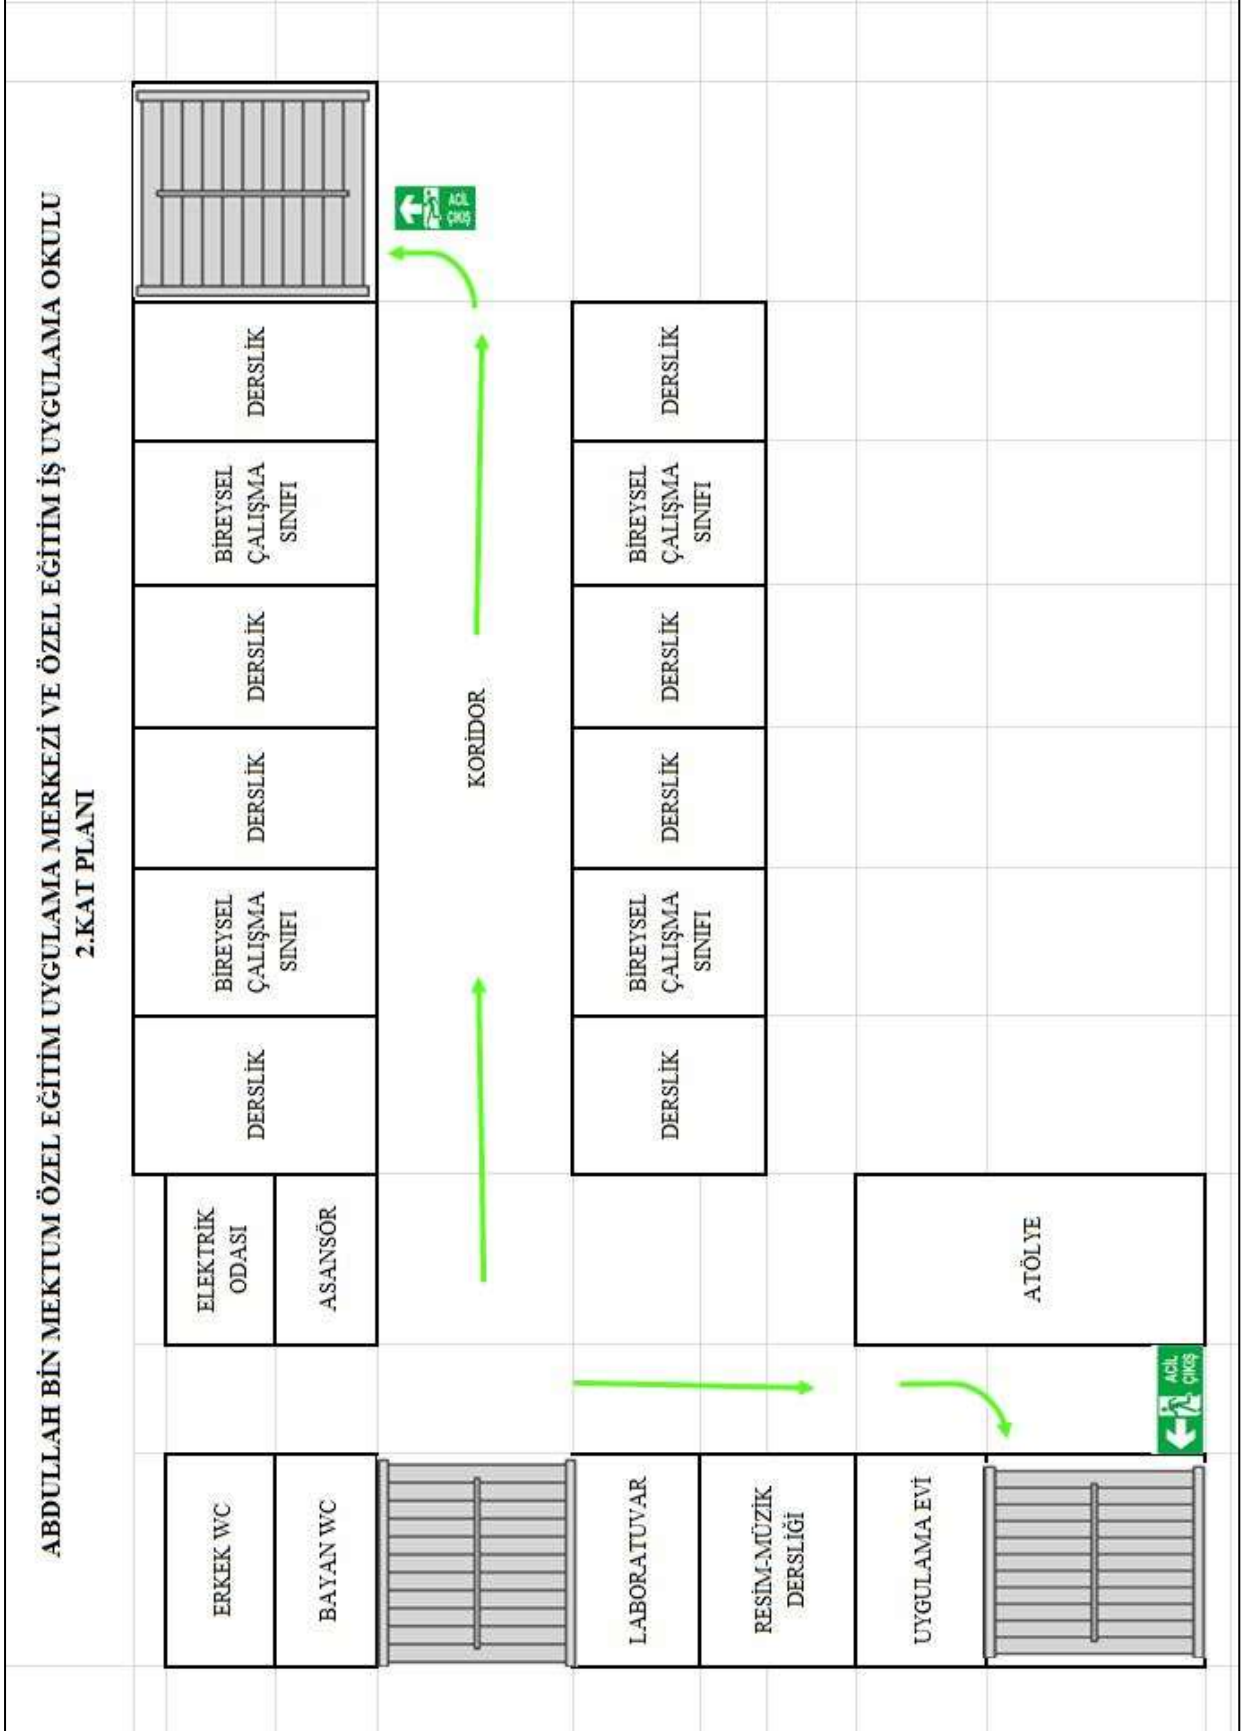 ABDULLAH BİN MEKTUM ÖZEL EĞİTİM UYGULAMA MERKEZİ VE ÖZEL EĞİTİM İŞ UYGULAMA OKULU
2.KAT PLANI
ERKEK WC
BAYAN WC
ELEKTRİK
ODASI
ASANSÖR
DERSLİK
BİREYSEL
ÇALIŞMA
SINIFI
DERSLİK
DERSLİK
BİREYSEL
ÇALIŞMA
SINIFI
DERSLİK
ACİL
ÇIKIŞ
KORİDOR
LABORATUVAR
RESİM-MÜZİK
DERSLİĞİ
UYGULAMA EVİ
DERSLİK
BİREYSEL
ÇALIŞMA
SINIFI
DERSLİK
DERSLİK
BİREYSEL
ÇALIŞMA
SINIFI
DERSLİK
ATÖLYE
ACİL
ÇIKIŞ